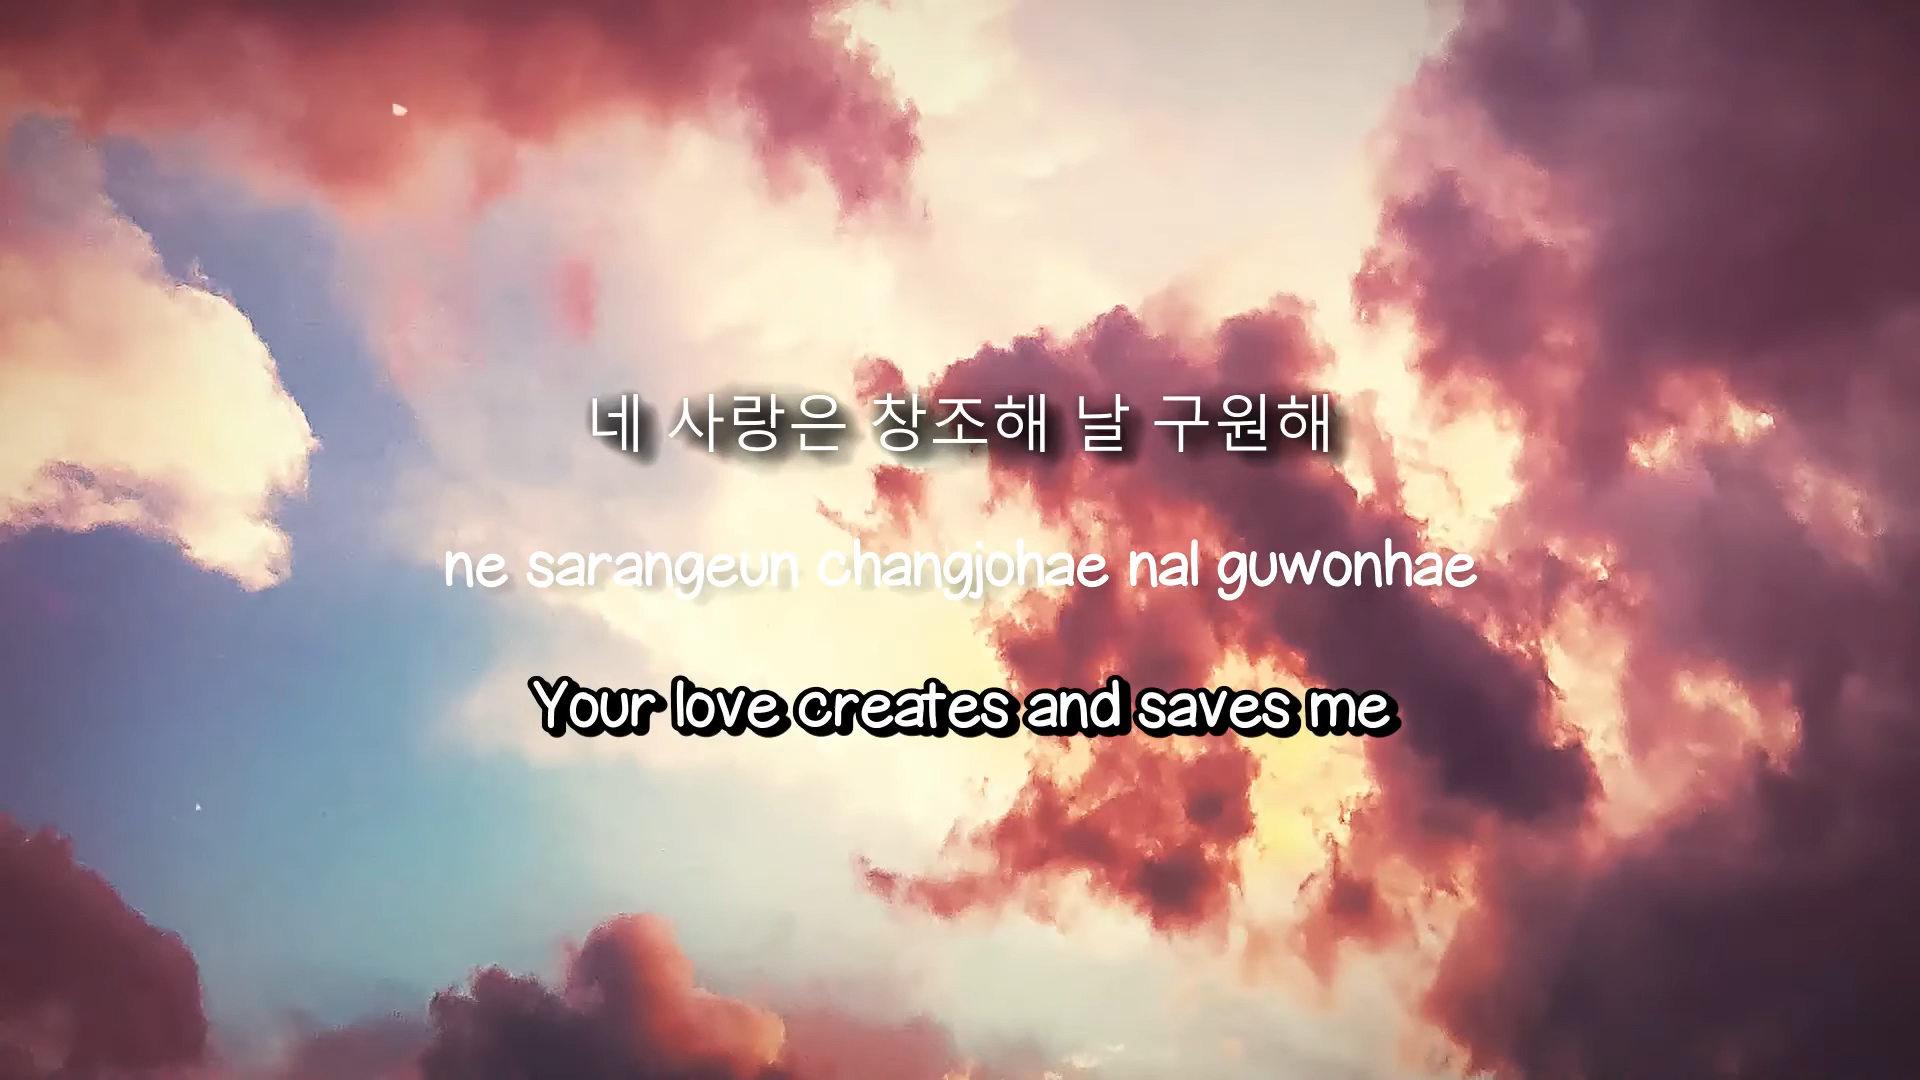 네 사랑은 창조해 날 구원해
ne sarangeun changjohae nal guwonhae
Your love creates and saves me